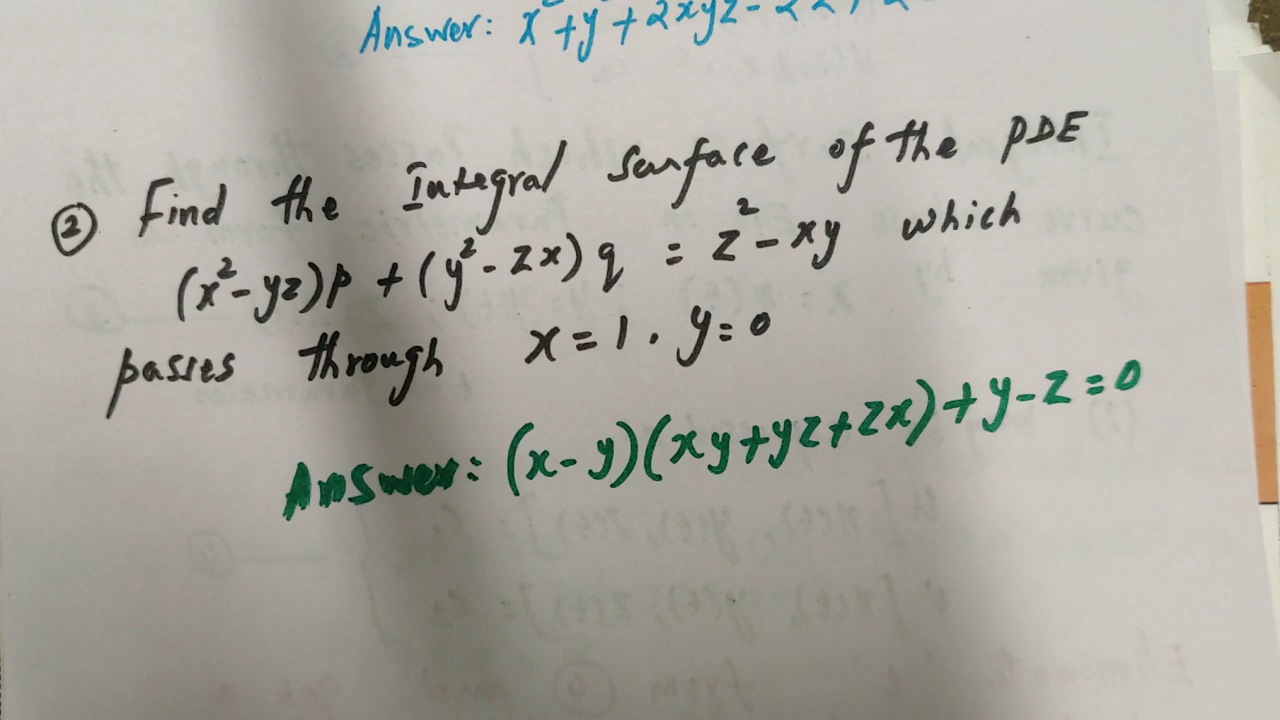 Answer: x²+y²+2xyz-2
② Find the Integral surface of the PDE
(x²-yz)p + (y²-zx)q = z²-xy which
passes through x=1, y=0
Answer: (x-y)(xy+yz+zx)+y-z=0